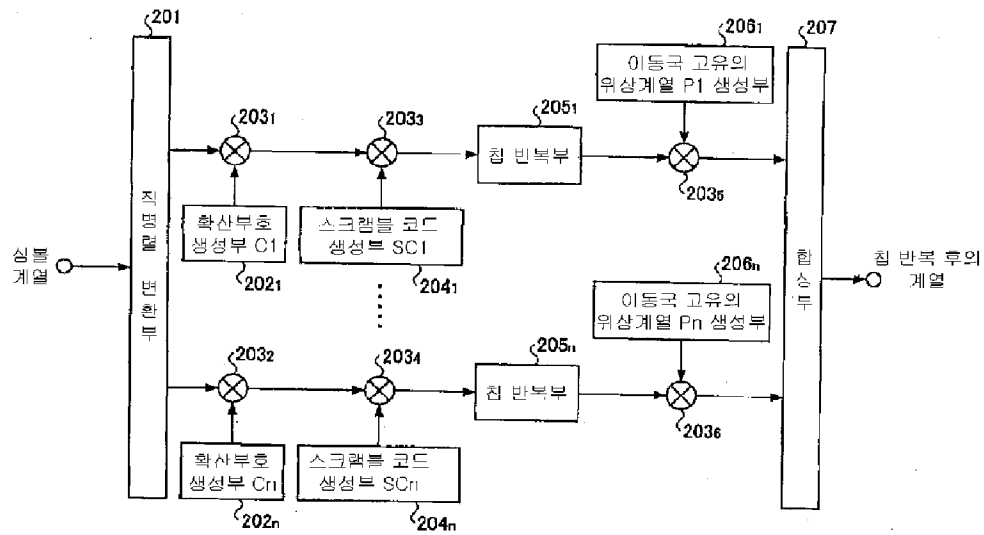 201
206₁
207
이동국 고유의
위상계열 P1 생성부
203₁
203₃
205₁
칩 반복부
203₅
직병렬 변환부
확산부호
생성부 C1
스크램블 코드
생성부 SC1
심볼
계열
202₁
204₁
206ₙ
합성부
칩 반복 후의
계열
이동국 고유의
위상계열 Pn 생성부
203₂
203₄
205ₙ
칩 반복부
203₆
확산부호
생성부 Cn
스크램블 코드
생성부 SCn
202ₙ
204ₙ